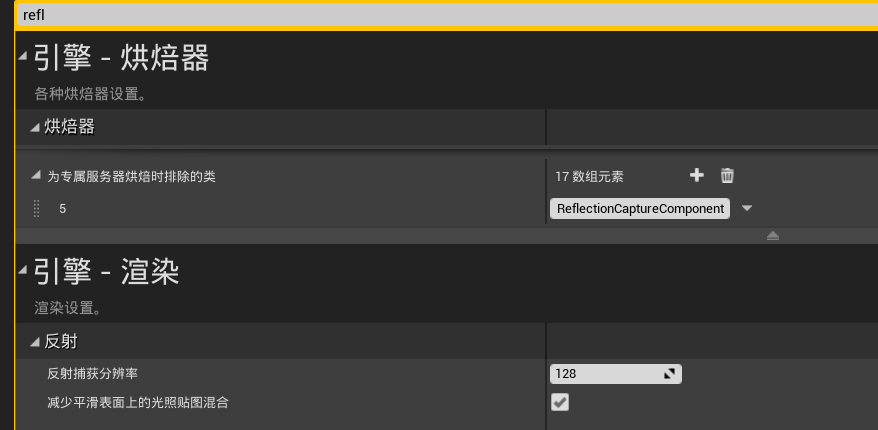 refl
引擎 - 烘焙器
各种烘焙器设置。
烘焙器
为专属服务器烘焙时排除的类 17 数组元素
5 ReflectionCaptureComponent
引擎 - 渲染
渲染设置。
反射
反射捕获分辨率 128
减少平滑表面上的光照贴图混合